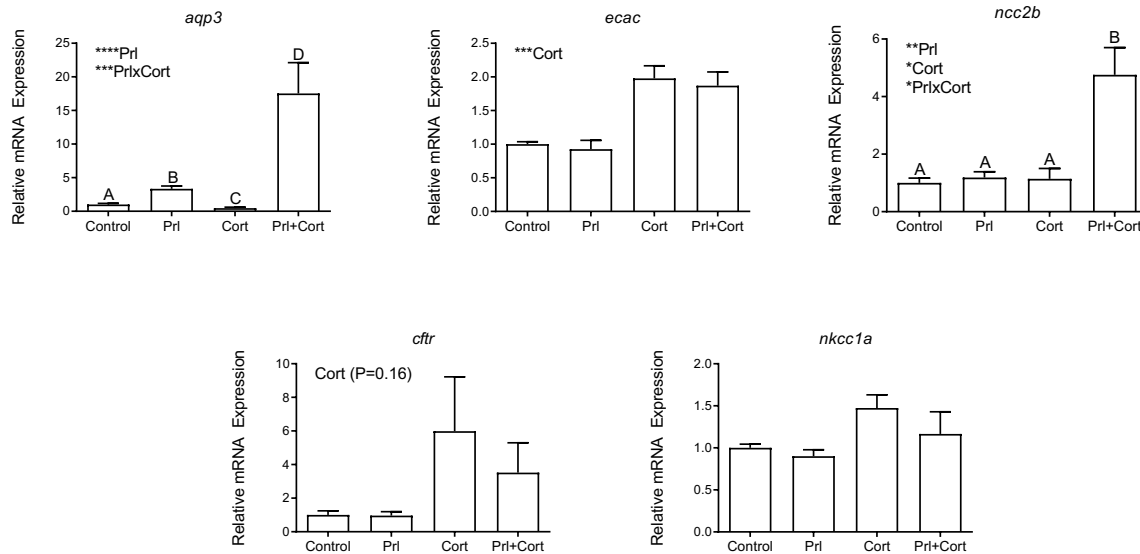 aqp3
Relative mRNA Expression
25
20
15
10
5
0
****Prl
***PrlxCort
A
B
C
D
Control Prl Cort Prl+Cort
ecac
Relative mRNA Expression
2.5
2.0
1.5
1.0
0.5
0.0
***Cort
Control Prl Cort Prl+Cort
ncc2b
Relative mRNA Expression
6
4
2
0
**Prl
*Cort
*PrlxCort
A
A
A
B
Control Prl Cort Prl+Cort
cftr
Relative mRNA Expression
10
8
6
4
2
0
Cort (P=0.16)
Control Prl Cort Prl+Cort
nkcc1a
Relative mRNA Expression
2.0
1.5
1.0
0.5
0.0
Control Prl Cort Prl+Cort